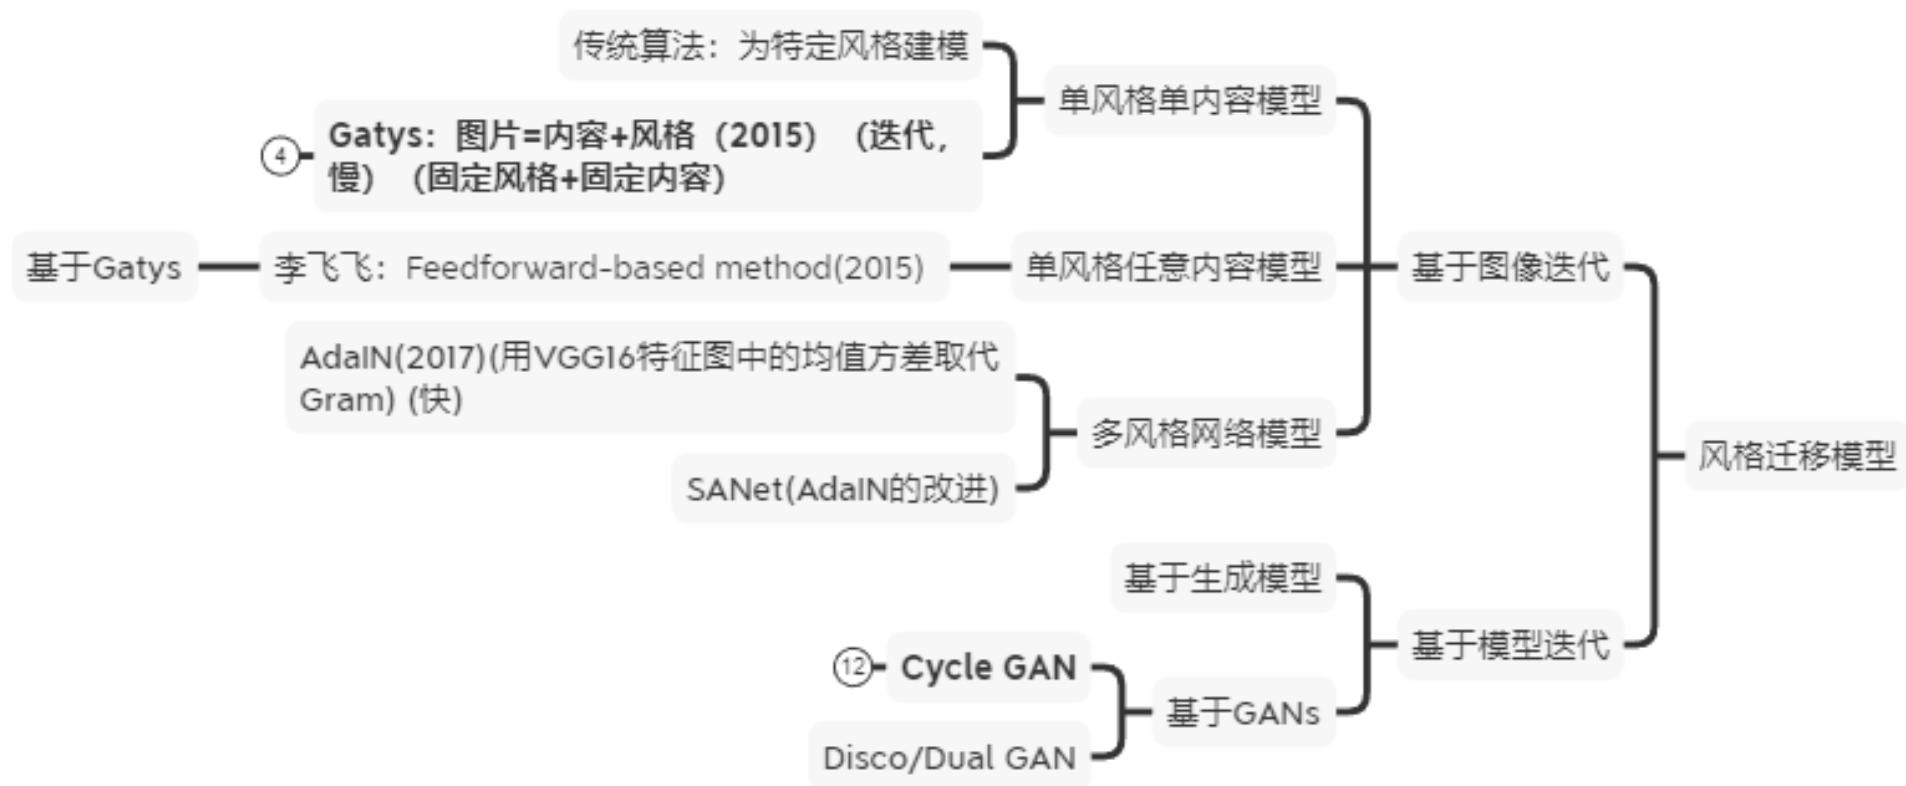 传统算法：为特定风格建模
单风格单内容模型
4
Gatys：图片=内容+风格（2015）（迭代，
慢）（固定风格+固定内容）
基于Gatys
李飞飞：Feedforward-based method(2015)
单风格任意内容模型
基于图像迭代
AdaIN(2017)(用VGG16特征图中的均值方差取代
Gram) (快)
多风格网络模型
SANet(AdaIN的改进)
风格迁移模型
基于生成模型
基于模型迭代
12
Cycle GAN
基于GANs
Disco/Dual GAN